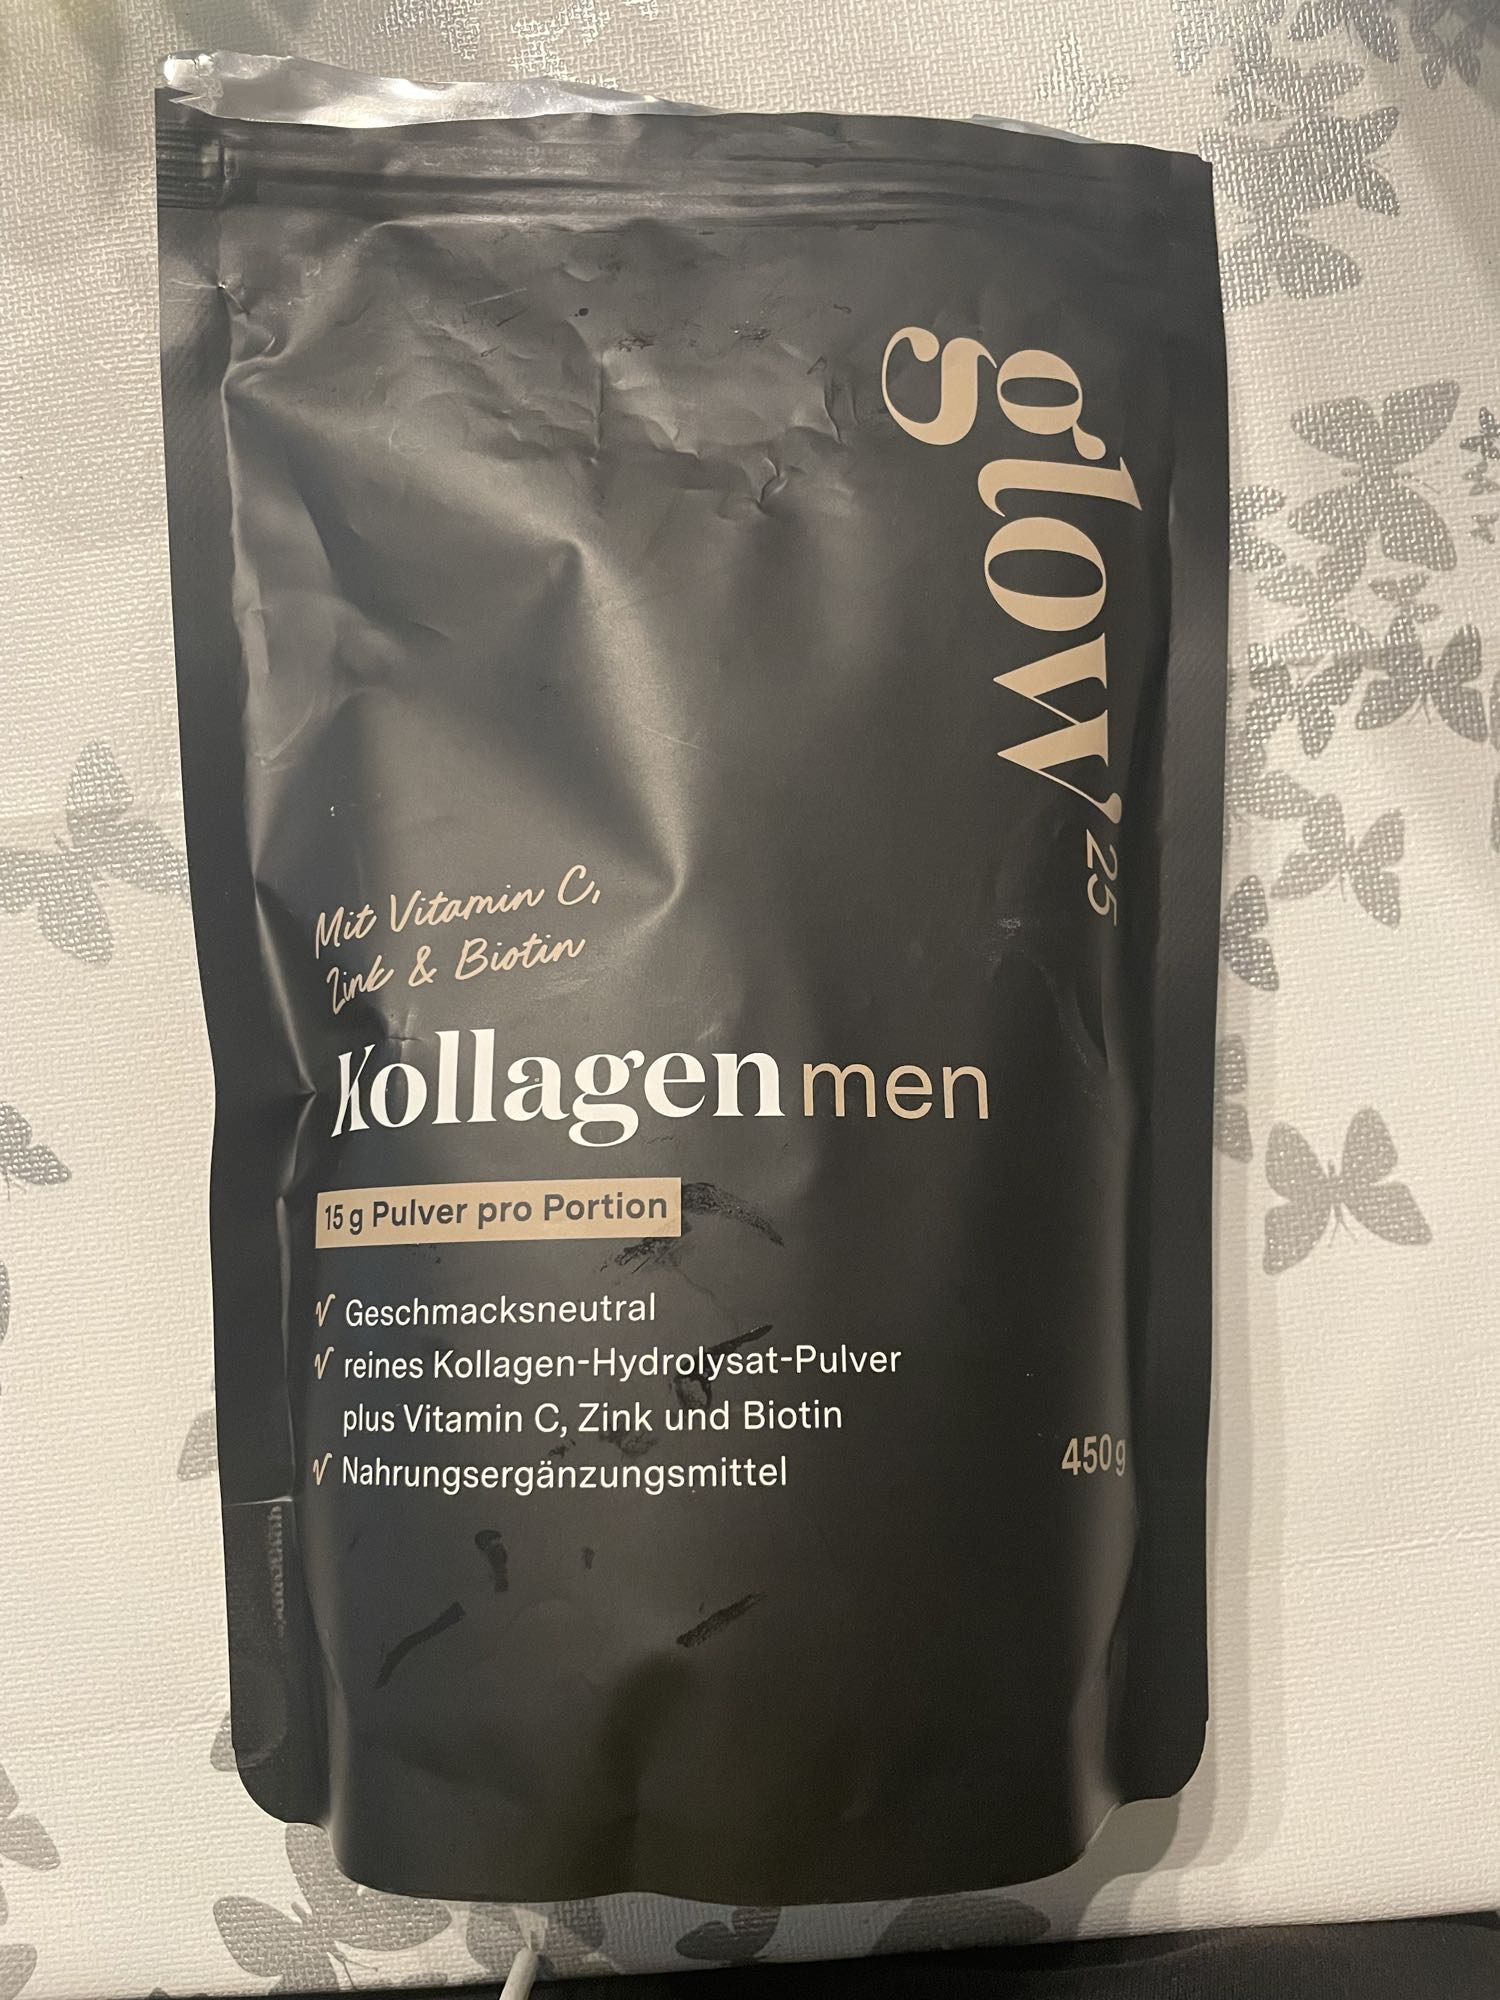 glow
25
Mit Vitamin C,
Zink & Biotin
Kollagen men
15 g Pulver pro Portion
Geschmacksneutral
reines Kollagen-Hydrolysat-Pulver
plus Vitamin C, Zink und Biotin
Nahrungsergänzungsmittel
450g